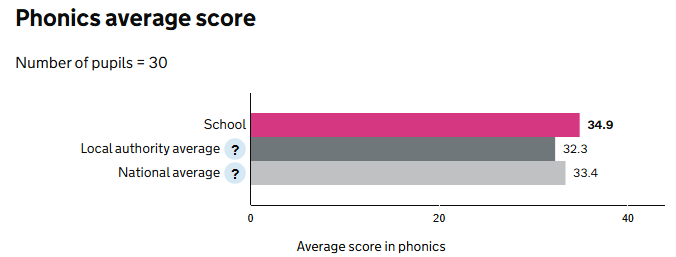 Phonics average score
Number of pupils = 30
School 34.9
Local authority average ? 32.3
National average ? 33.4
0 20 40
Average score in phonics